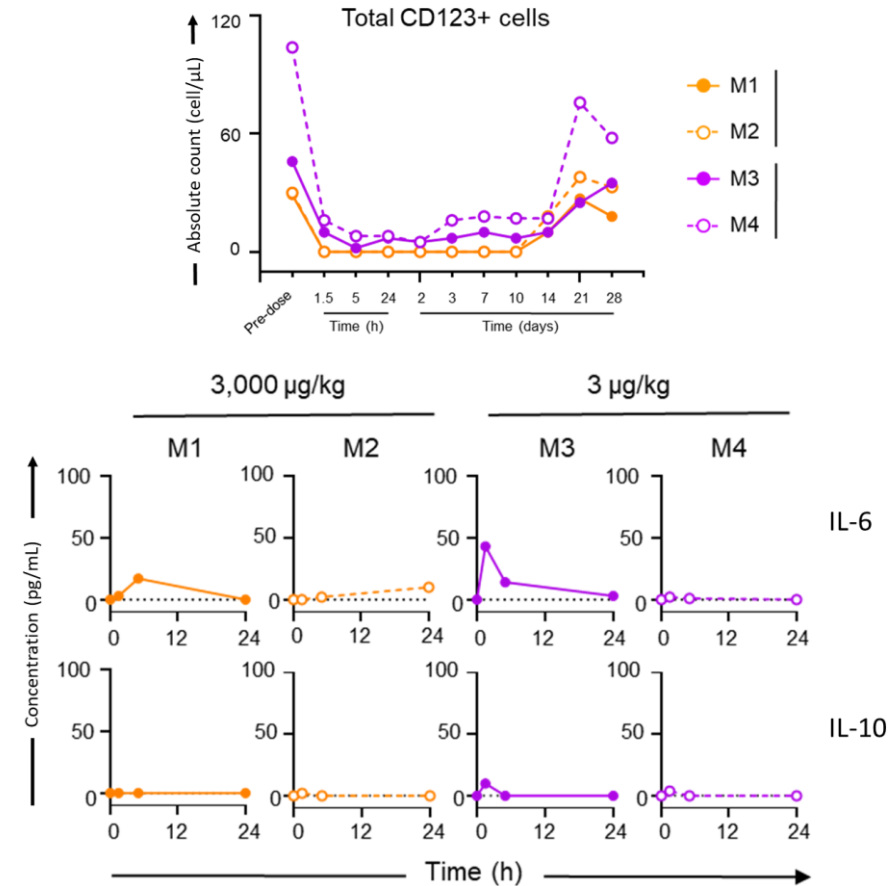 Total CD123+ cells
Absolute count (cell/µL)
120
60
0
Pre-dose
1.5 5 24 2 3 7 10 14 21 28
Time (h) Time (days)
M1
M2
M3
M4
3,000 µg/kg 3 µg/kg
M1 M2 M3 M4
Concentration (pg/mL)
100 100 100 100
50 50 50 50
0 0 0 0
0 12 24 0 12 24 0 12 24 0 12 24
IL-6
100 100 100 100
50 50 50 50
0 0 0 0
0 12 24 0 12 24 0 12 24 0 12 24
IL-10
Time (h)